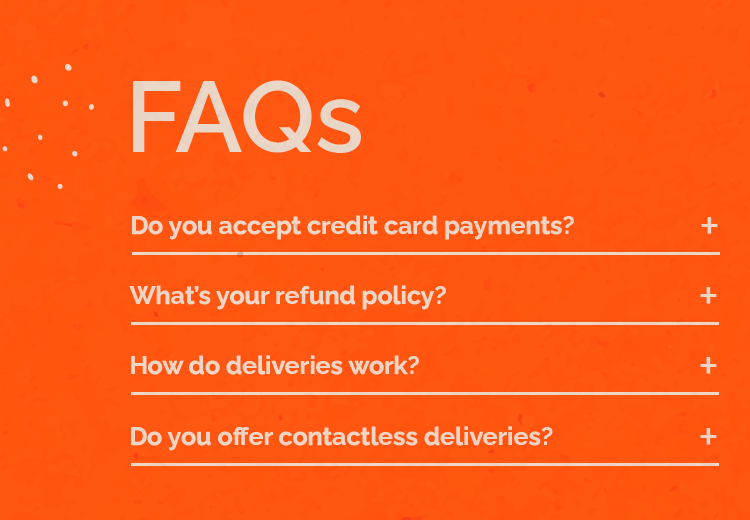 FAQs
Do you accept credit card payments? +
What's your refund policy? +
How do deliveries work? +
Do you offer contactless deliveries? +